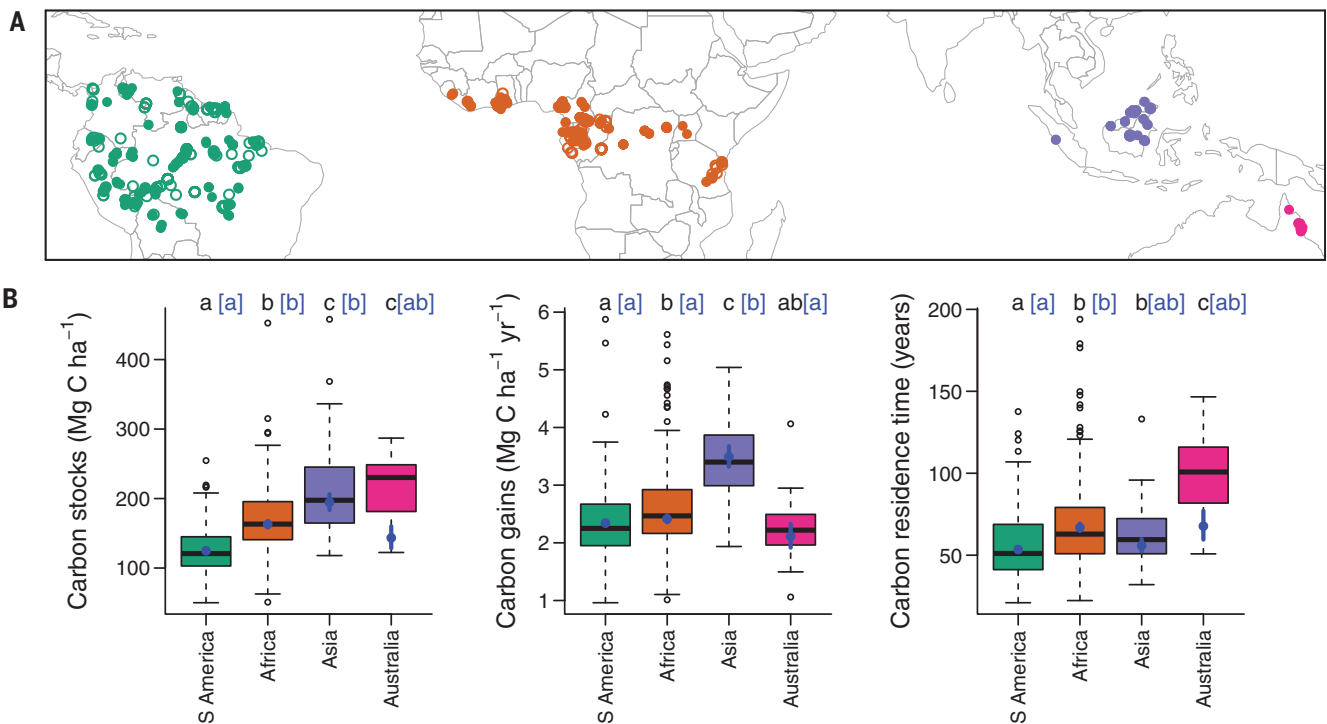 A
B
Carbon stocks (Mg C ha−1)
a [a] b [b] c [b] c[ab]
400
300
200
100
S America
Africa
Asia
Australia
Carbon gains (Mg C ha−1 yr−1)
a [a] b [a] c [b] ab[a]
6
5
4
3
2
1
S America
Africa
Asia
Australia
Carbon residence time (years)
a [a] b [b] b[ab] c[ab]
200
150
100
50
S America
Africa
Asia
Australia